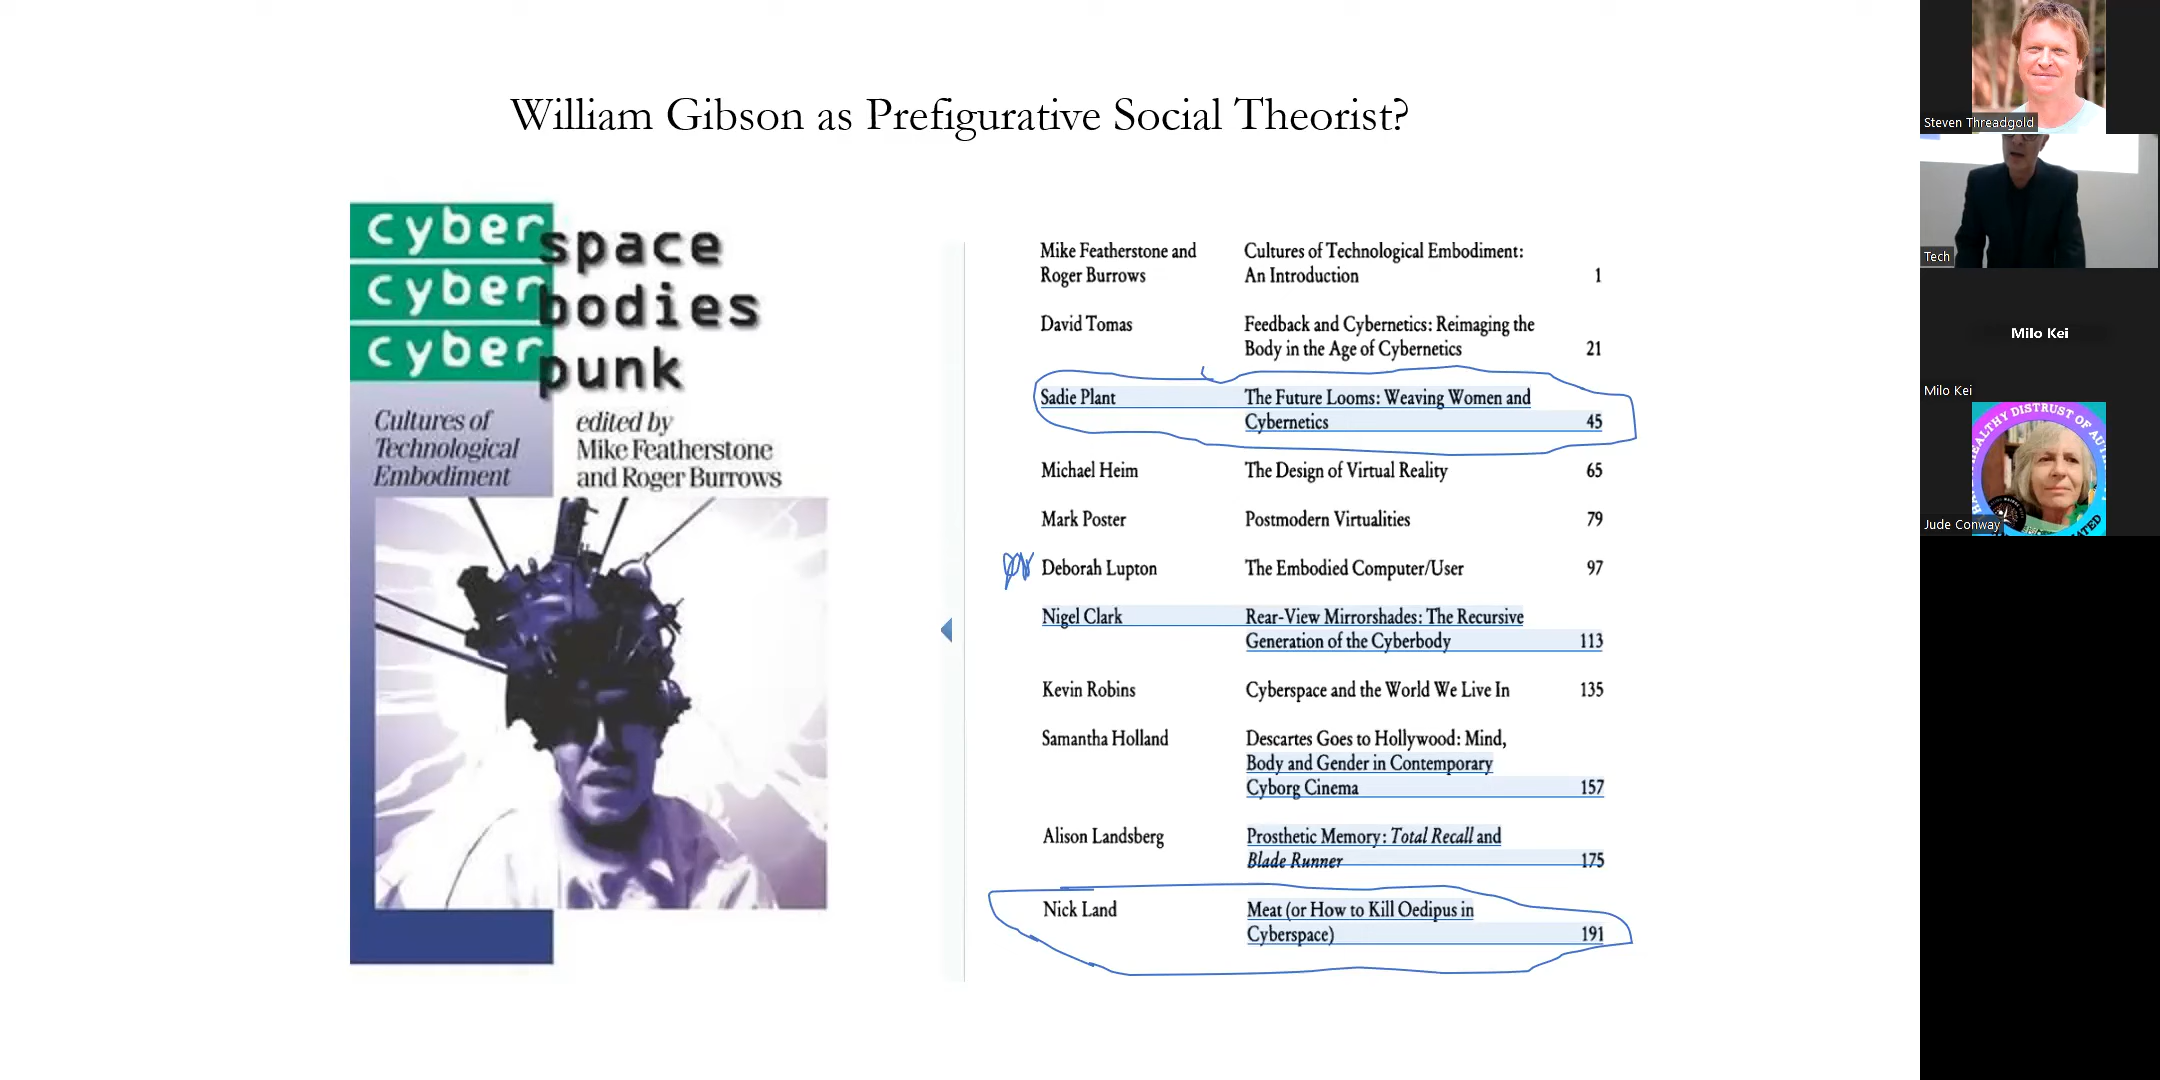 William Gibson as Prefigurative Social Theorist?
cyber space
cyber bodies
cyber punk
Cultures of
Technological
Embodiment
edited by
Mike Featherstone
and Roger Burrows
Mike Featherstone and Cultures of Technological Embodiment:
Roger Burrows An Introduction 1
David Tomas Feedback and Cybernetics: Reimaging the
Body in the Age of Cybernetics 21
Sadie Plant The Future Looms: Weaving Women and
Cybernetics 45
Michael Heim The Design of Virtual Reality 65
Mark Poster Postmodern Virtualities 79
Deborah Lupton The Embodied Computer/User 97
Nigel Clark Rear-View Mirrorshades: The Recursive
Generation of the Cyberbody 113
Kevin Robins Cyberspace and the World We Live In 135
Samantha Holland Descartes Goes to Hollywood: Mind,
Body and Gender in Contemporary
Cyborg Cinema 157
Alison Landsberg Prosthetic Memory: Total Recall and
Blade Runner 175
Nick Land Meat (or How to Kill Oedipus in
Cyberspace) 191
Steven Threadgold
Tech
Milo Kei
Milo Kei
HEALTHY DISTRUST OF
Jude Conway